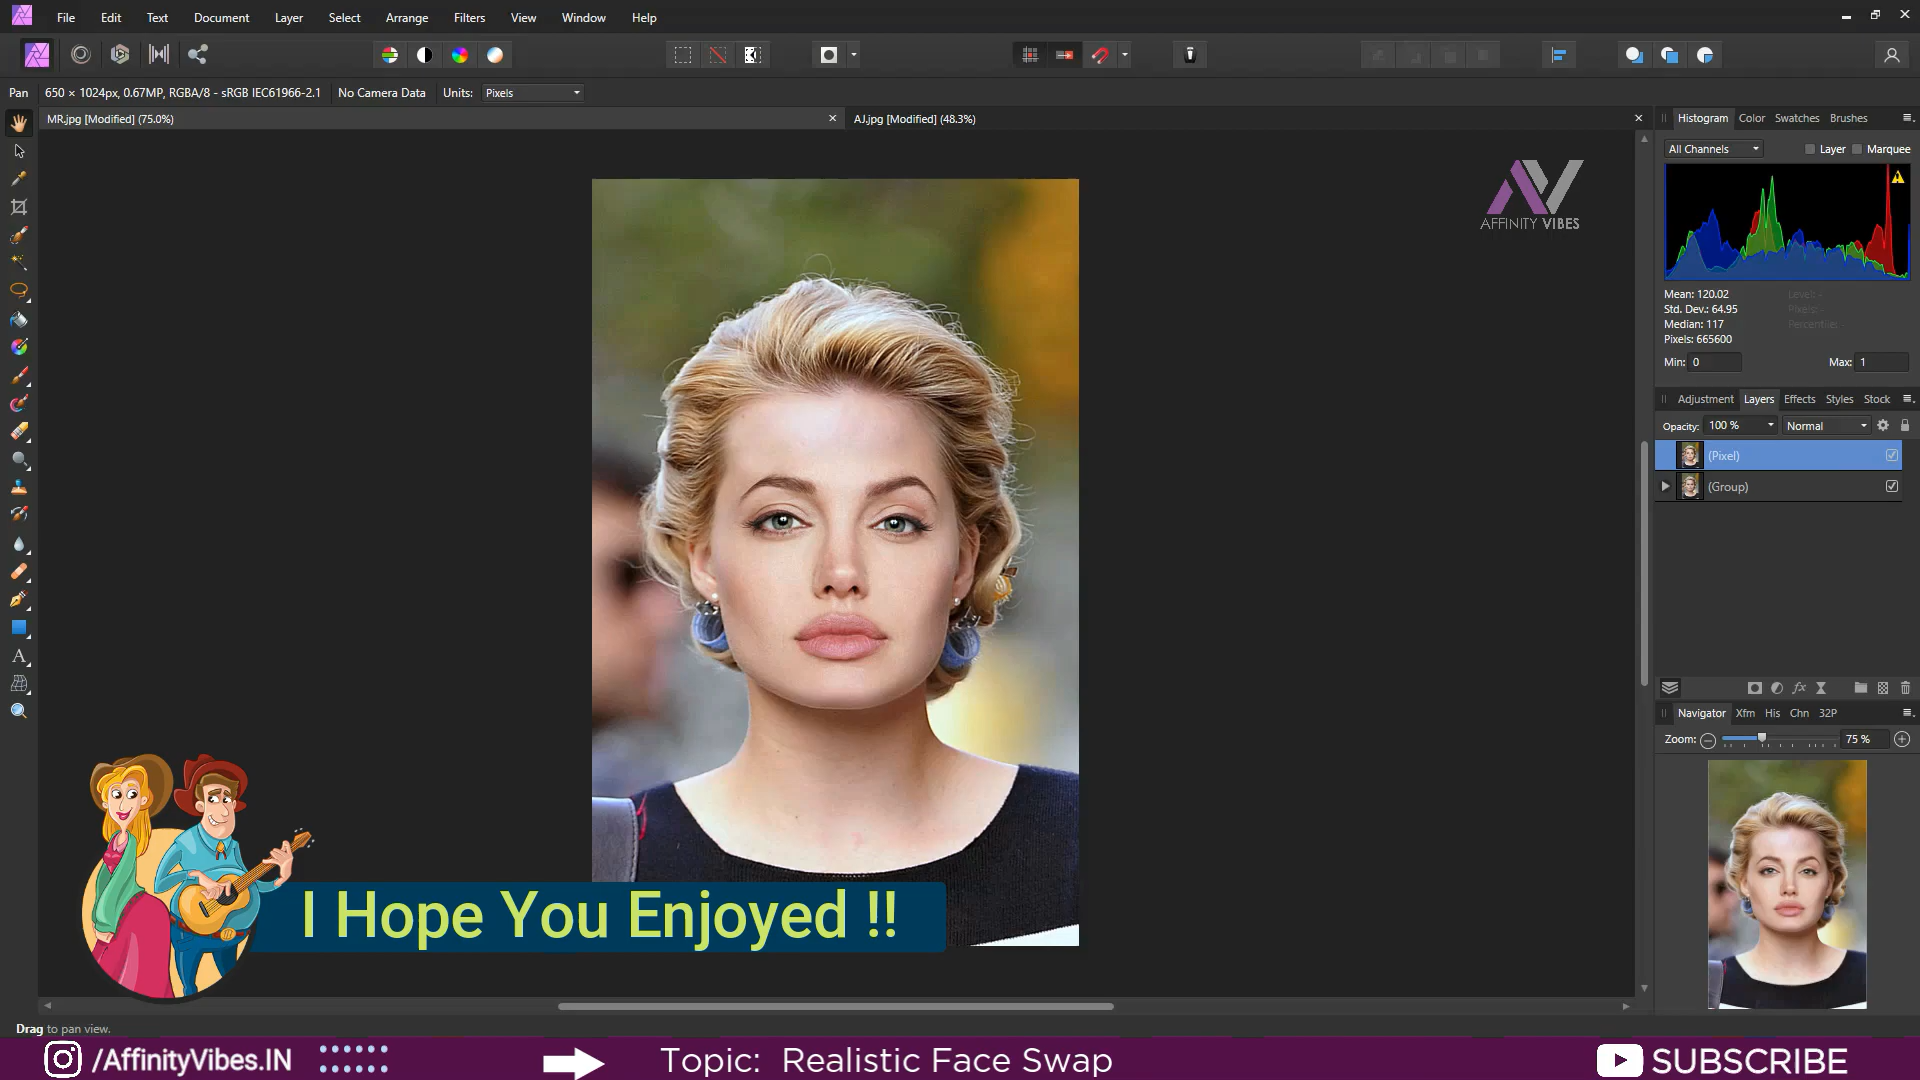 File Edit Text Document Layer Select Arrange Filters View Window Help
Pan 650 × 1024px, 0.67MP, RGBA/8 - sRGB IEC61966-2.1 No Camera Data Units: Pixels
MR.jpg [Modified] (75.0%) AJ.jpg [Modified] (48.3%)
Histogram Color Swatches Brushes
All Channels Layer Marquee
AFFINITY VIBES
Mean: 120.02 Level: -
Std. Dev.: 64.95 Pixels: -
Median: 117 Percentile: -
Pixels: 665600
Min: 0 Max: 1
Adjustment Layers Effects Styles Stock
Opacity: 100 % Normal
(Pixel)
(Group)
fx
Navigator Xfm His Chn 32P
Zoom: 75 %
I Hope You Enjoyed !!
Drag to pan view.
/AffinityVibes.IN Topic: Realistic Face Swap SUBSCRIBE